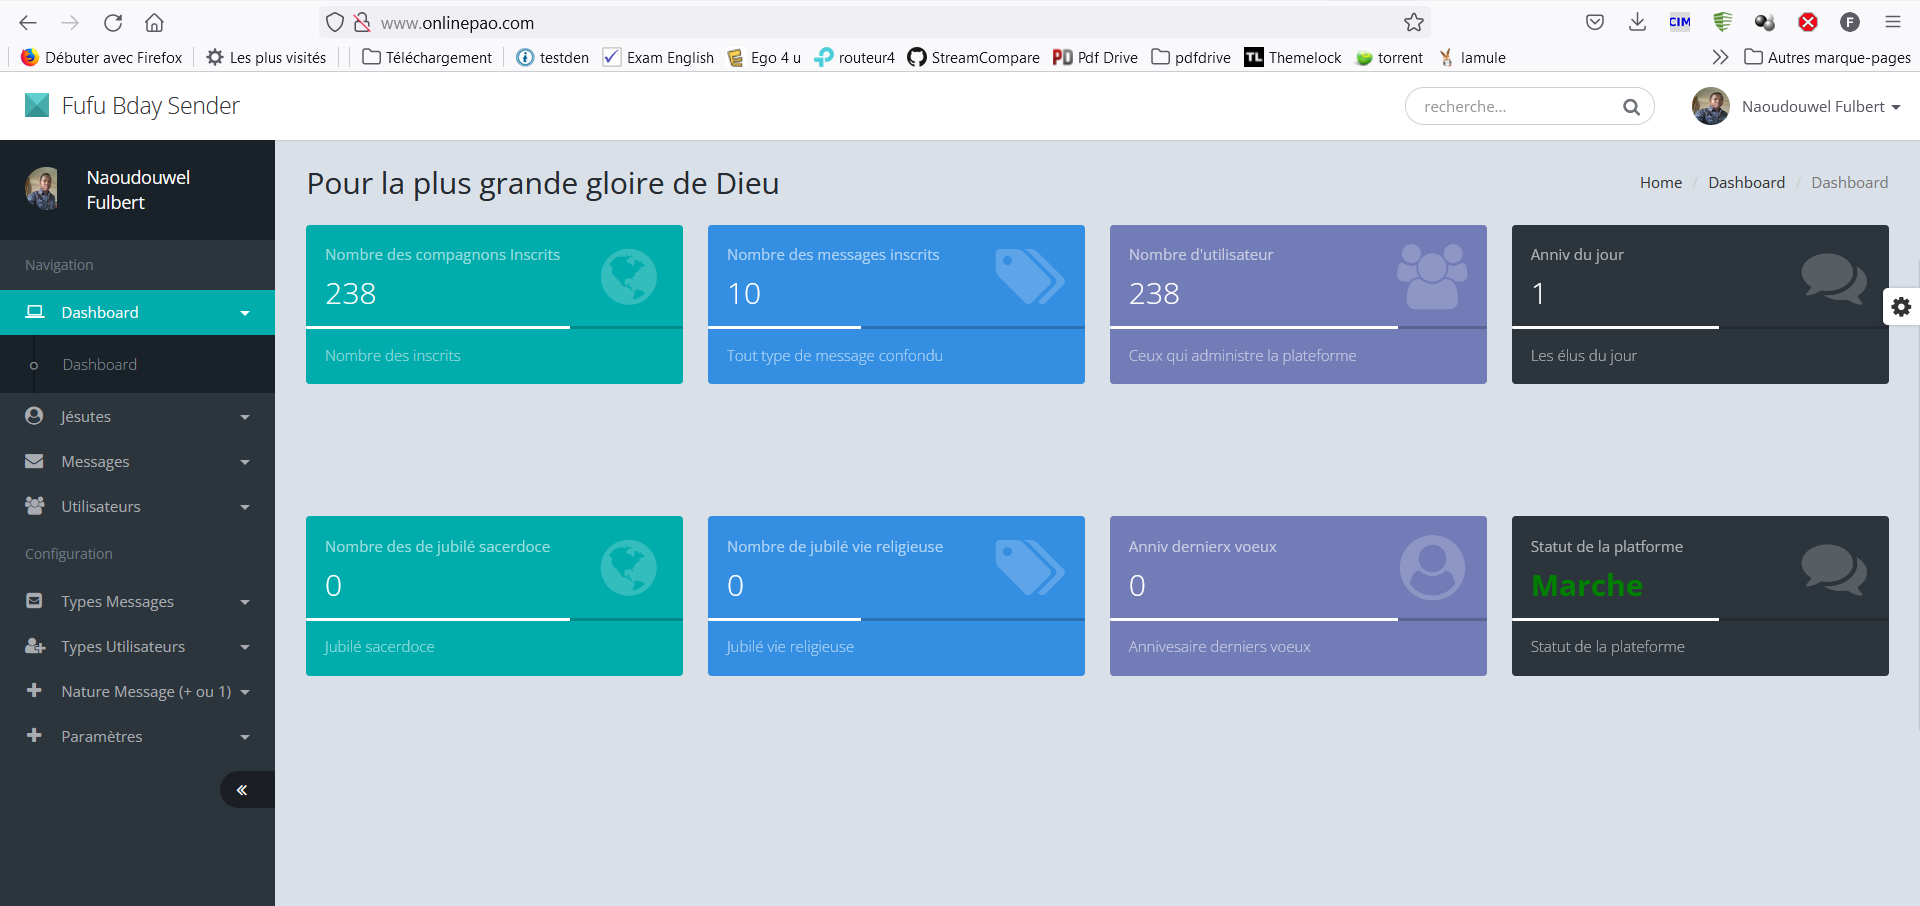 www.onlinepao.com
CIM
F
Débuter avec Firefox
Les plus visités
Téléchargement
testden
Exam English
Ego 4 u
routeur4
StreamCompare
PD Pdf Drive
pdfdrive
TL Themelock
torrent
lamule
Autres marque-pages
Fufu Bday Sender
recherche...
Naoudouwel Fulbert
Naoudouwel
Fulbert
Navigation
Dashboard
Dashboard
Jésutes
Messages
Utilisateurs
Configuration
Types Messages
Types Utilisateurs
Nature Message (+ ou 1)
Paramètres
Pour la plus grande gloire de Dieu
Home / Dashboard / Dashboard
Nombre des compagnons Inscrits
238
Nombre des inscrits
Nombre des messages inscrits
10
Tout type de message confondu
Nombre d'utilisateur
238
Ceux qui administre la plateforme
Anniv du jour
1
Les élus du jour
Nombre des de jubilé sacerdoce
0
Jubilé sacerdoce
Nombre de jubilé vie religieuse
0
Jubilé vie religieuse
Anniv dernierx voeux
0
Annivesaire derniers voeux
Statut de la platforme
Marche
Statut de la plateforme